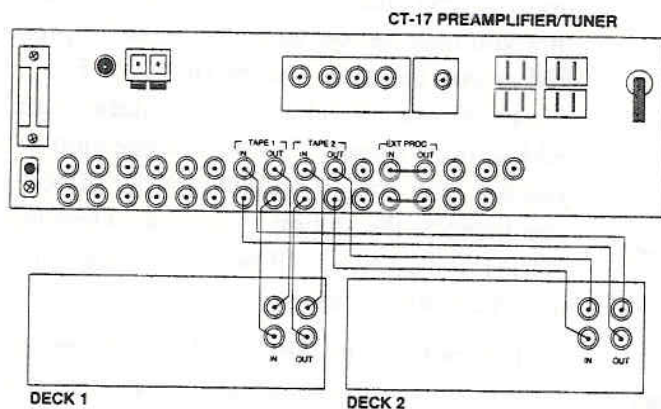 CT-17 PREAMPLIFIER/TUNER
TAPE 1 TAPE 2 EXT PROC
IN OUT IN OUT IN OUT
IN OUT IN OUT
DECK 1 DECK 2